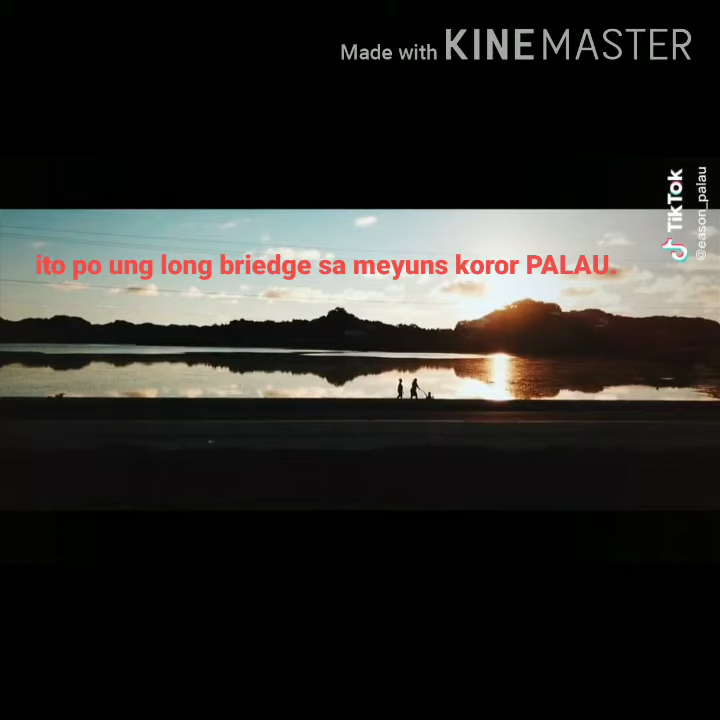 Made with KINEMASTER
TikTok
@eason_palau
ito po ung long briedge sa meyuns koror PALAU.